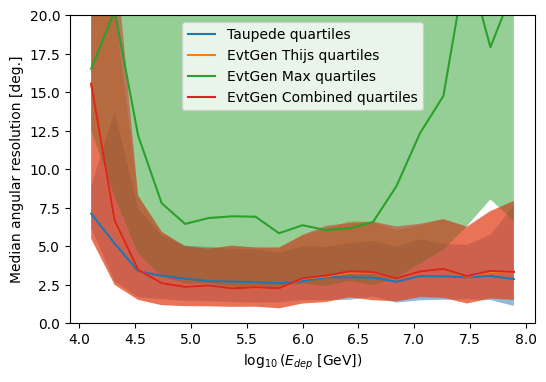 20.0
17.5
15.0
12.5
10.0
7.5
5.0
2.5
0.0
Median angular resolution [deg.]
Taupede quartiles
EvtGen Thijs quartiles
EvtGen Max quartiles
EvtGen Combined quartiles
4.0 4.5 5.0 5.5 6.0 6.5 7.0 7.5 8.0
log₁₀(E_dep [GeV])